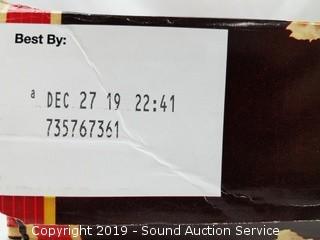 Best By:
a DEC 27 19 22:41
735767361
Copyright 2019 - Sound Auction Service